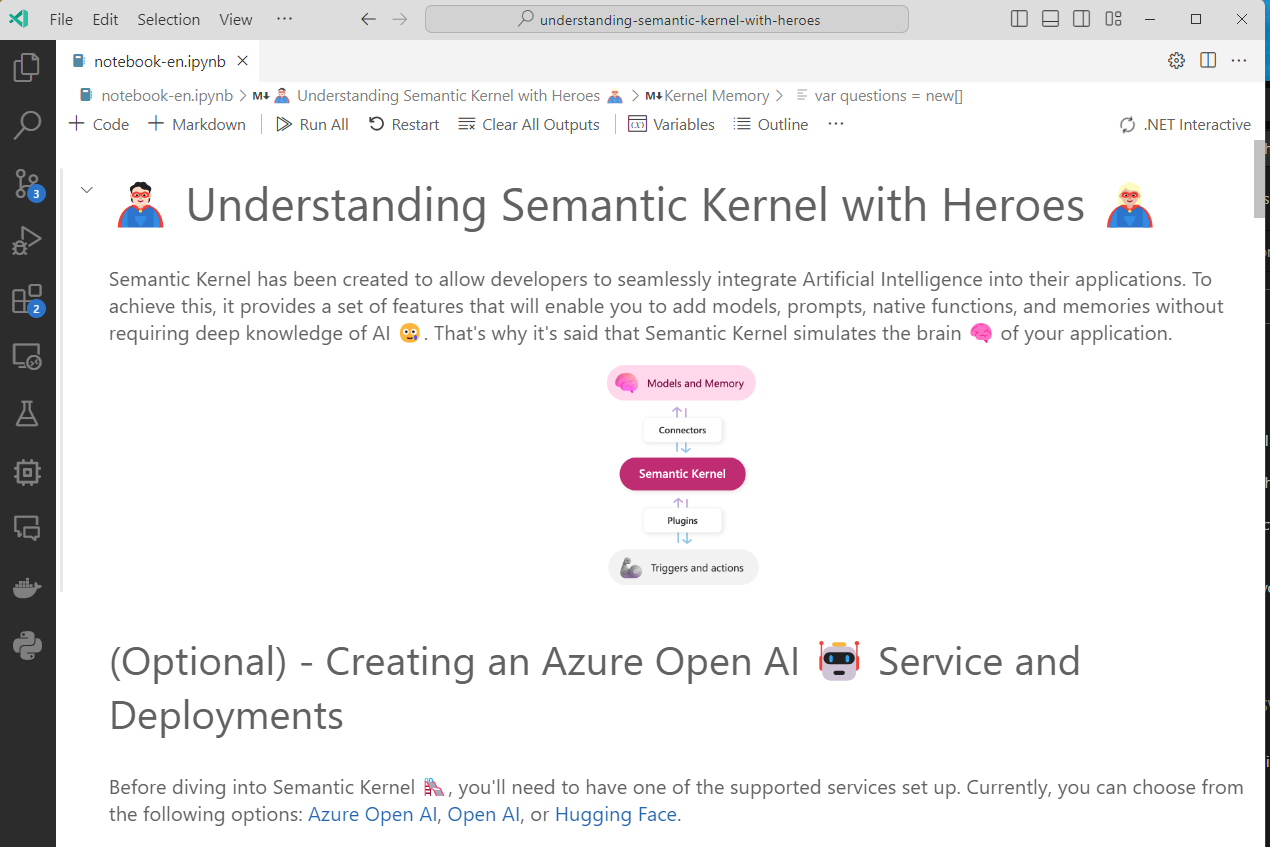 File Edit Selection View ··· understanding-semantic-kernel-with-heroes
notebook-en.ipynb
notebook-en.ipynb > M↓ Understanding Semantic Kernel with Heroes > M↓ Kernel Memory > var questions = new[]
+ Code + Markdown Run All Restart Clear All Outputs Variables Outline ··· .NET Interactive
3
2
Understanding Semantic Kernel with Heroes
Semantic Kernel has been created to allow developers to seamlessly integrate Artificial Intelligence into their applications. To
achieve this, it provides a set of features that will enable you to add models, prompts, native functions, and memories without
requiring deep knowledge of AI 🫡. That's why it's said that Semantic Kernel simulates the brain 🧠 of your application.
Models and Memory
Connectors
Semantic Kernel
Plugins
Triggers and actions
(Optional) - Creating an Azure Open AI 🤖 Service and
Deployments
Before diving into Semantic Kernel 🛝, you'll need to have one of the supported services set up. Currently, you can choose from
the following options: Azure Open AI, Open AI, or Hugging Face.